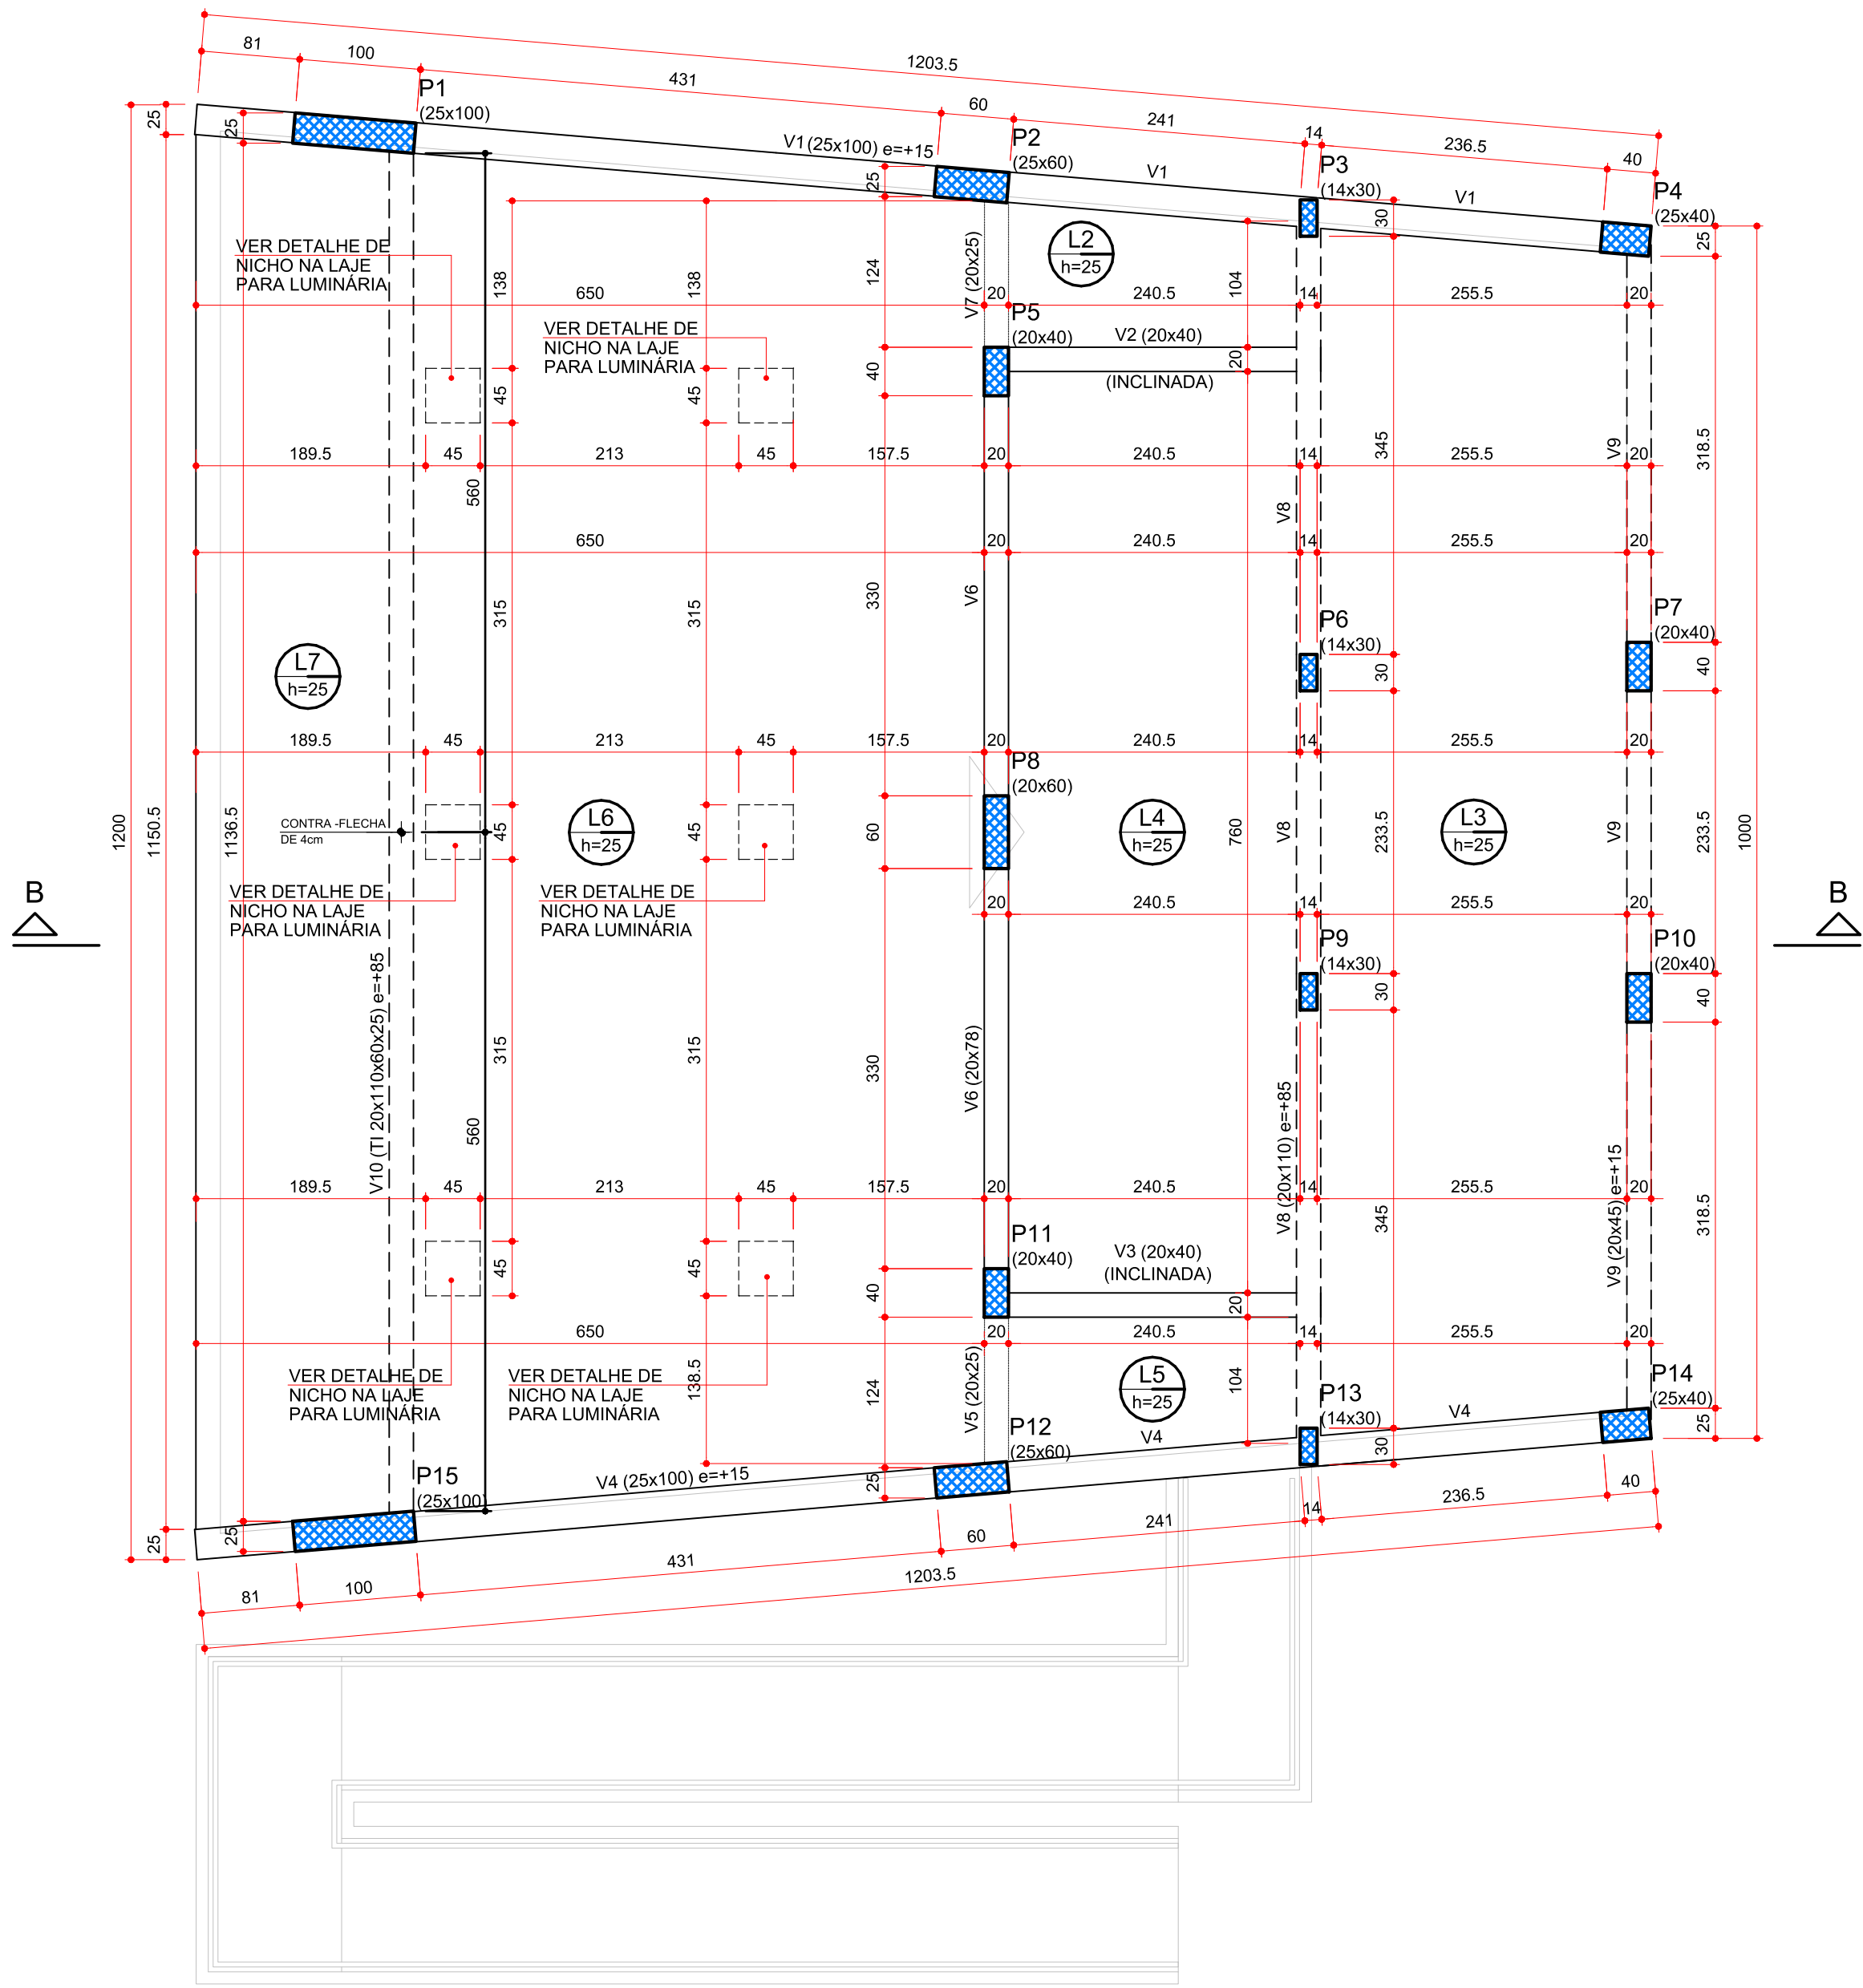 1203.5
81
100
431
60
241
14
236.5
40
P1
(25x100)
V1(25x100) e=+15
P2
(25x60)
V1
P3
(14x30)
V1
P4
(25x40)
25
25
25
30
25
VER DETALHE DE
NICHO NA LAJE
PARA LUMINÁRIA
138
138
124
V7 (20x25)
L2
h=25
104
650
20
240.5
14
255.5
20
VER DETALHE DE
NICHO NA LAJE
PARA LUMINÁRIA
P5
(20x40)
V2 (20x40)
(INCLINADA)
45
45
40
20
345
318.5
V9
189.5
45
213
45
157.5
20
240.5
14
255.5
20
560
V8
650
20
240.5
14
255.5
20
315
315
330
V6
P6
(14x30)
30
P7
(20x40)
40
L7
h=25
189.5
45
213
45
157.5
20
240.5
14
255.5
20
P8
(20x60)
1200
1150.5
1136.5
CONTRA -FLECHA
DE 4cm
45
L6
h=25
45
60
L4
h=25
760
V8
233.5
L3
h=25
V9
233.5
1000
VER DETALHE DE
NICHO NA LAJE
PARA LUMINÁRIA
VER DETALHE DE
NICHO NA LAJE
PARA LUMINÁRIA
B
B
20
240.5
14
255.5
20
P9
(14x30)
30
P10
(20x40)
40
V10 (TI 20x110x60x25) e=+85
560
315
315
330
V6 (20x78)
V8 (20x110) e=+85
V9 (20x45) e=+15
189.5
45
213
45
157.5
20
240.5
14
255.5
20
345
318.5
P11
(20x40)
V3 (20x40)
(INCLINADA)
45
45
40
20
650
20
240.5
14
255.5
20
VER DETALHE DE
NICHO NA LAJE
PARA LUMINÁRIA
VER DETALHE DE
NICHO NA LAJE
PARA LUMINÁRIA
138.5
124
V5 (20x25)
L5
h=25
104
P12
(25x60)
V4
P13
(14x30)
V4
P14
(25x40)
25
30
P15
(25x100)
V4 (25x100) e=+15
25
25
25
81
100
431
60
241
14
236.5
40
1203.5